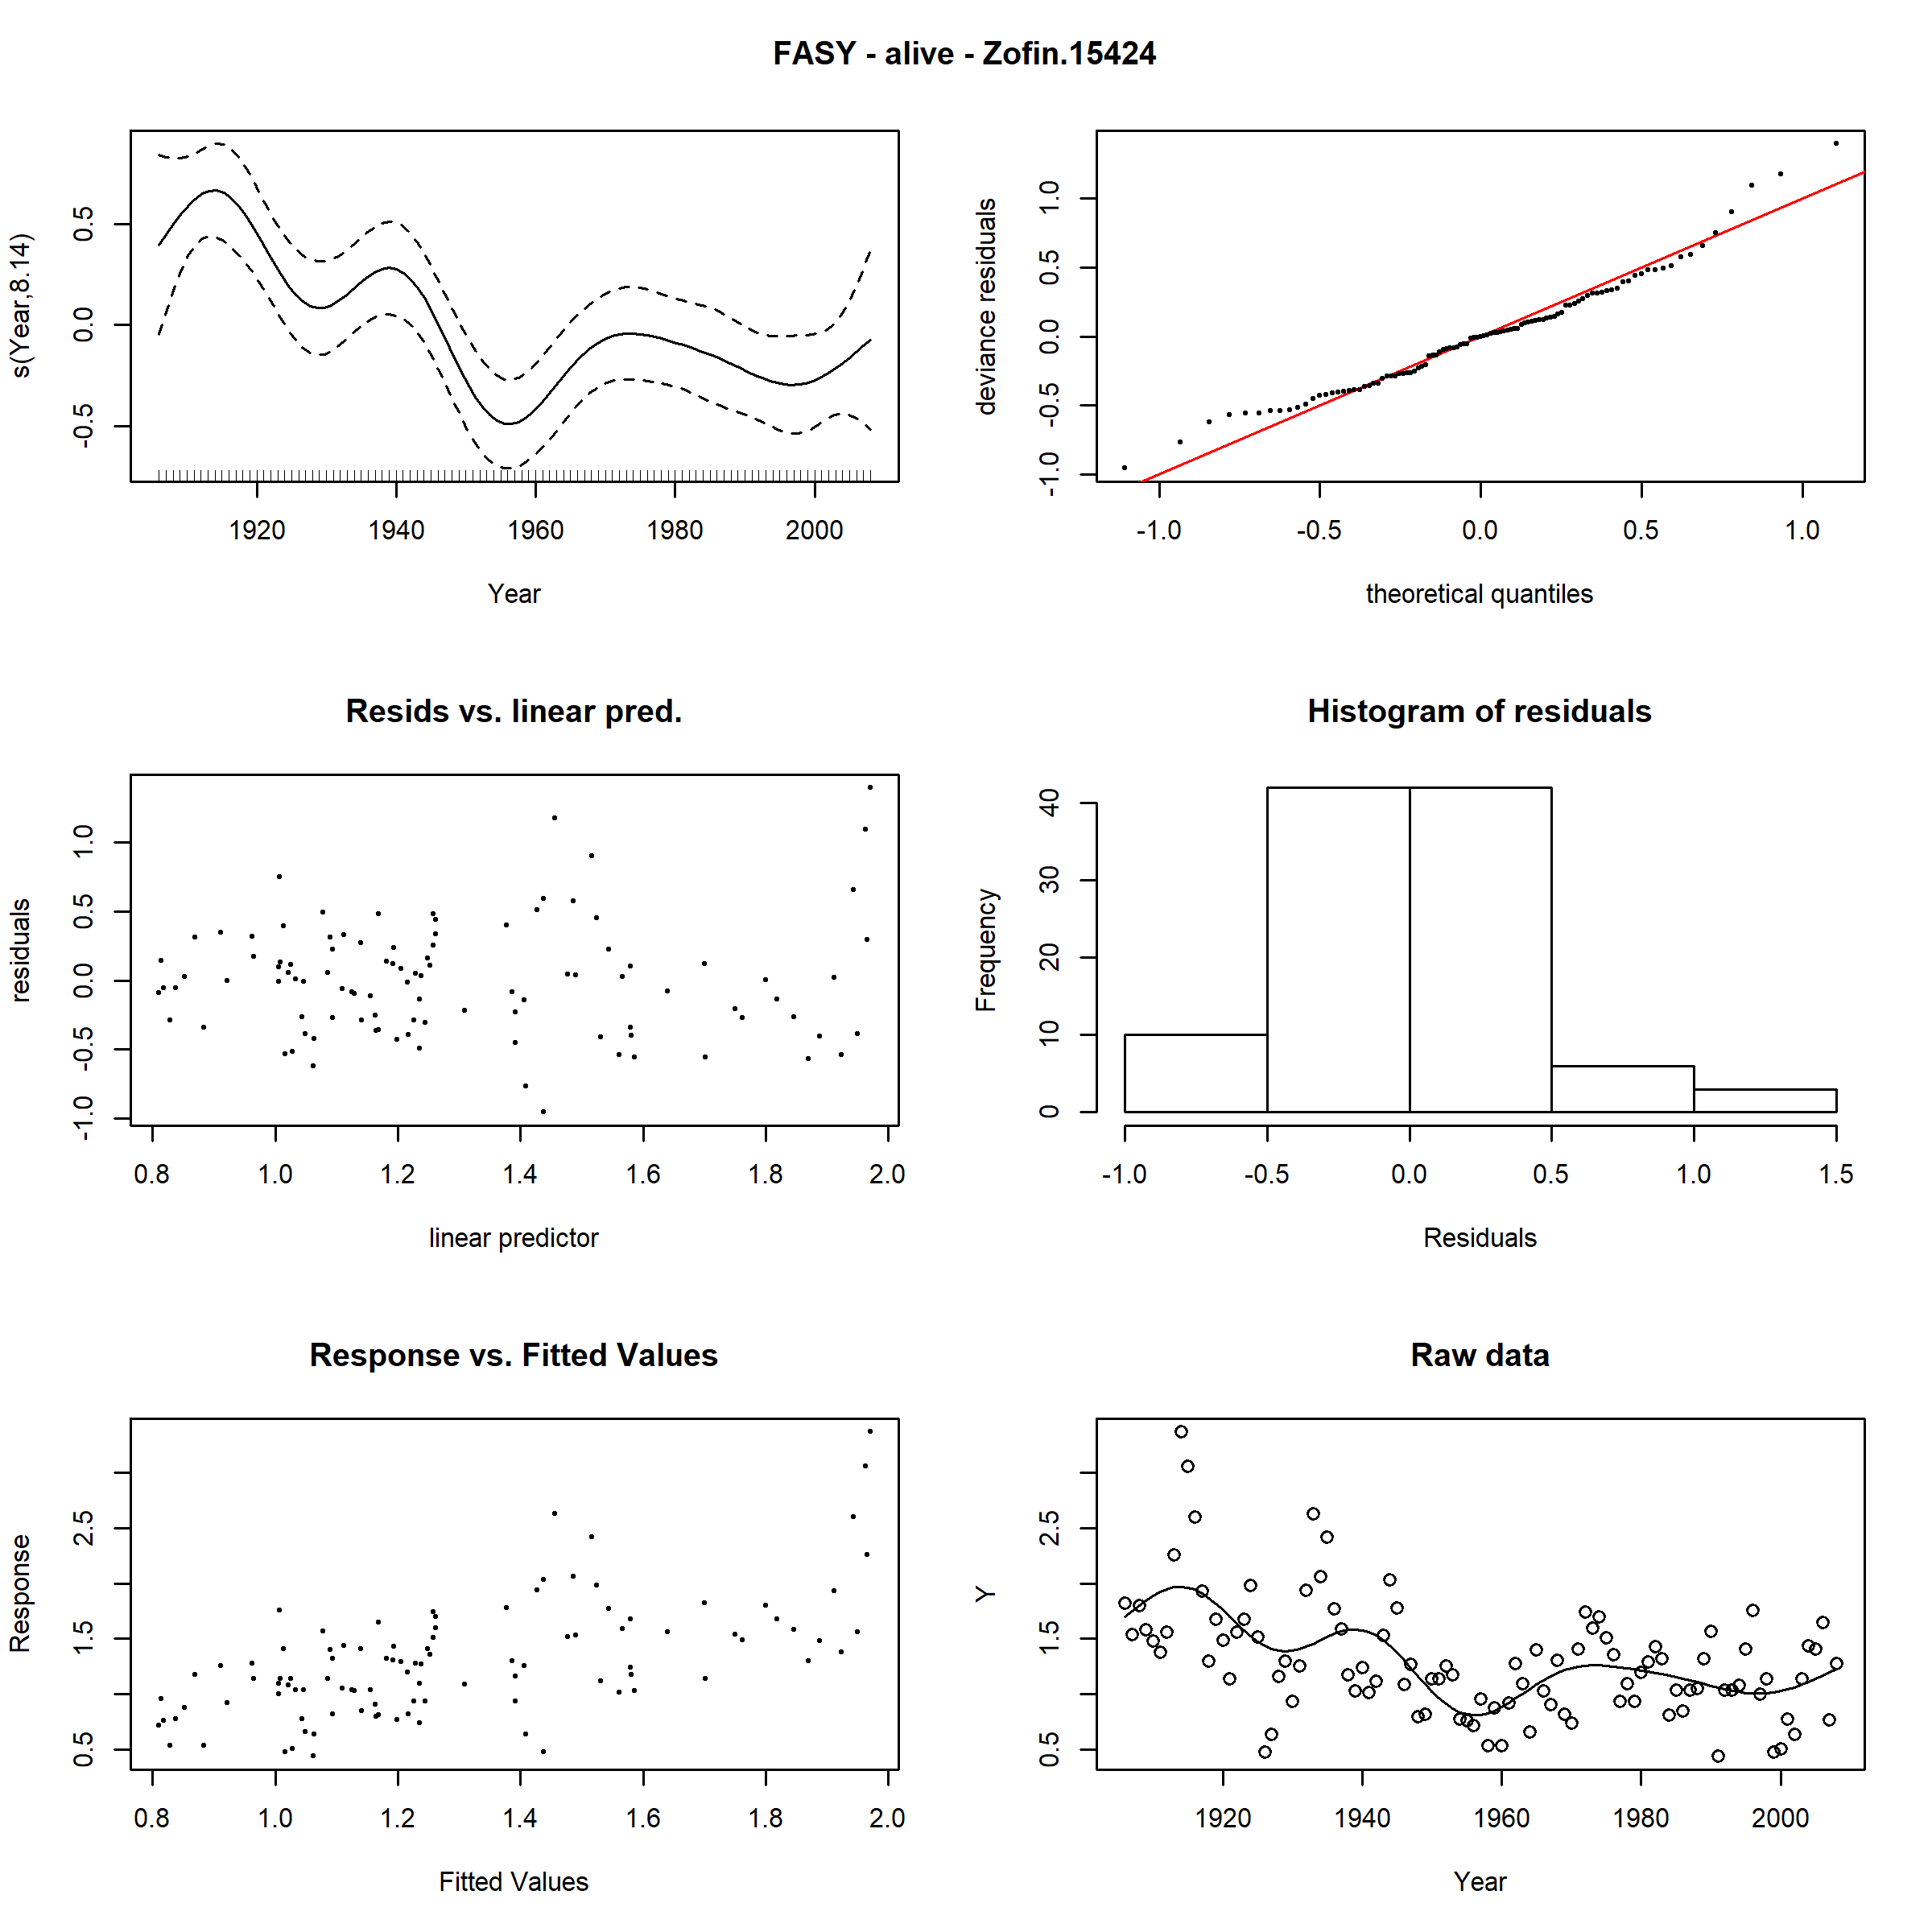 FASY - alive - Zofin.15424
s(Year,8.14)
-0.5 0.0 0.5
1920 1940 1960 1980 2000
Year
deviance residuals
-1.0 -0.5 0.0 0.5 1.0
-1.0 -0.5 0.0 0.5 1.0
theoretical quantiles
Resids vs. linear pred.
residuals
-1.0 -0.5 0.0 0.5 1.0
0.8 1.0 1.2 1.4 1.6 1.8 2.0
linear predictor
Histogram of residuals
Frequency
0 10 20 30 40
-1.0 -0.5 0.0 0.5 1.0 1.5
Residuals
Response vs. Fitted Values
Response
0.5 1.5 2.5
0.8 1.0 1.2 1.4 1.6 1.8 2.0
Fitted Values
Raw data
Y
0.5 1.5 2.5
1920 1940 1960 1980 2000
Year